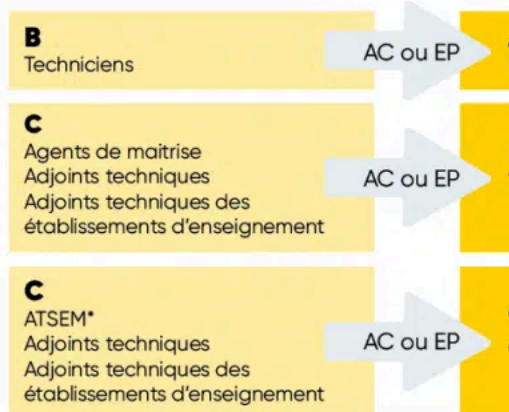 B
Techniciens
AC ou EP
C
Agents de maitrise
Adjoints techniques
Adjoints techniques des
établissements d'enseignement
AC ou EP
C
ATSEM*
Adjoints techniques
Adjoints techniques des
établissements d'enseignement
AC ou EP